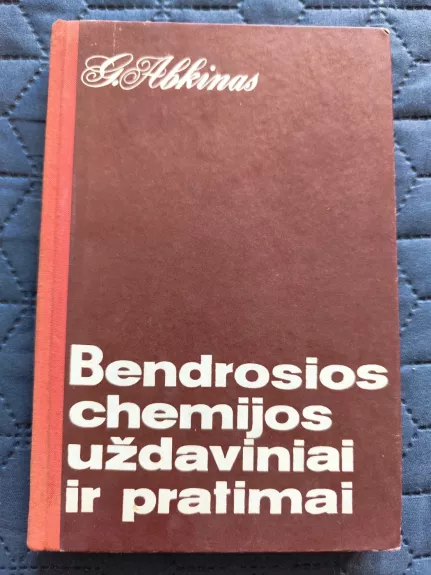 G. Abkinas
Bendrosios
chemijos
uždaviniai
ir pratimai